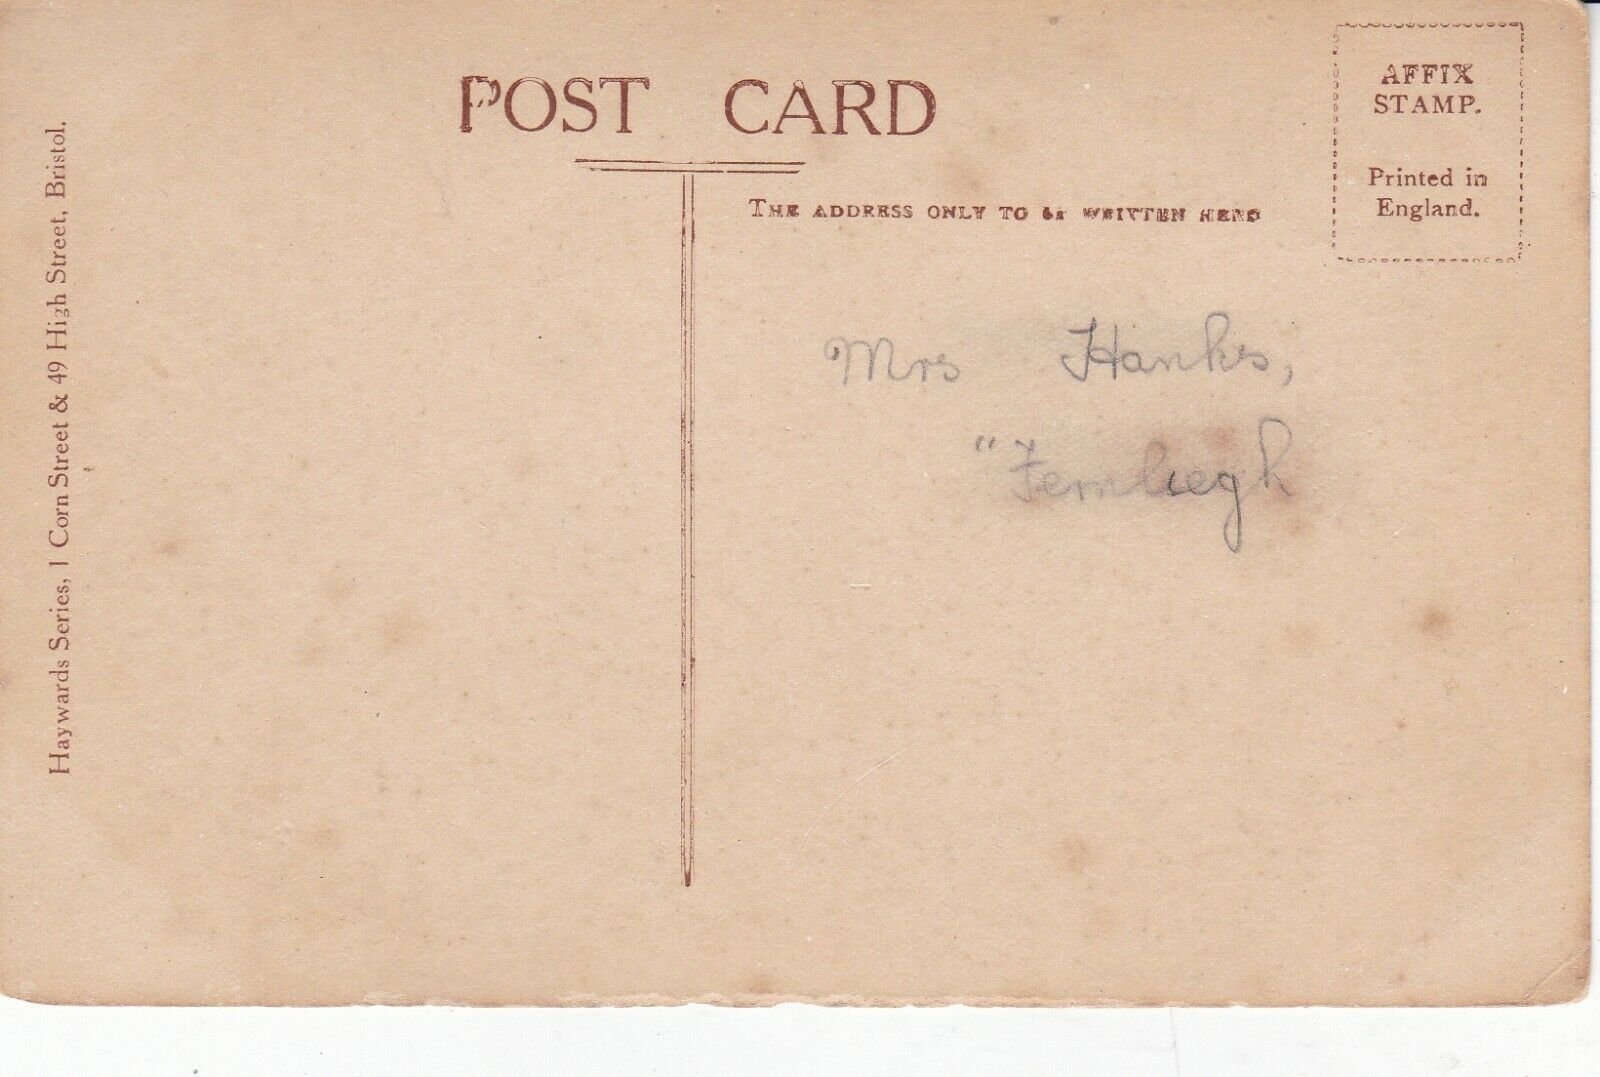 POST CARD
AFFIX
STAMP.
Printed in
England.
THE ADDRESS ONLY TO BE WRITTEN HERE
Mrs Hanks,
"Fernliegh
Haywards Series, 1 Corn Street & 49 High Street, Bristol.